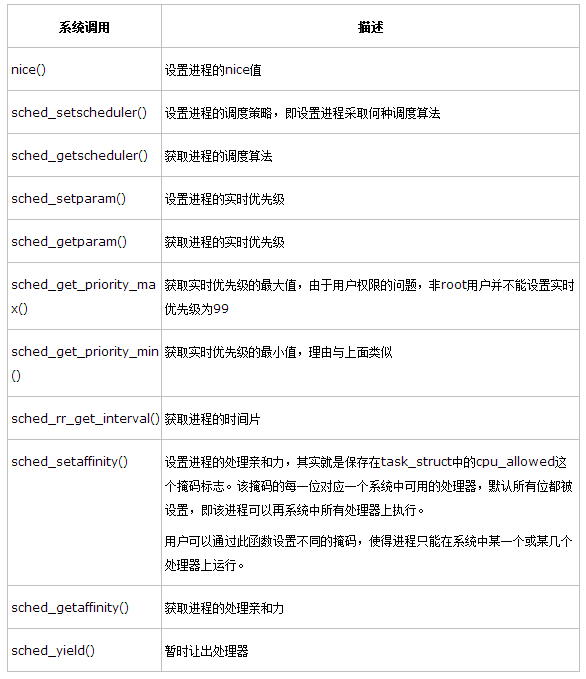 系统调用 描述
nice() 设置进程的nice值
sched_setscheduler() 设置进程的调度策略，即设置进程采取何种调度算法
sched_getscheduler() 获取进程的调度算法
sched_setparam() 设置进程的实时优先级
sched_getparam() 获取进程的实时优先级
sched_get_priority_ma 获取实时优先级的最大值，由于用户权限的问题，非root用户并不能设置实时
x() 优先级为99
sched_get_priority_min 获取实时优先级的最小值，理由与上面类似
()
sched_rr_get_interval() 获取进程的时间片
sched_setaffinity() 设置进程的处理亲和力，其实就是保存在task_struct中的cpu_allowed这
个掩码标志。该掩码的每一位对应一个系统中可用的处理器，默认所有位都被
设置，即该进程可以再系统中所有处理器上执行。
用户可以通过此函数设置不同的掩码，使得进程只能在系统中某一个或某几个
处理器上运行。
sched_getaffinity() 获取进程的处理亲和力
sched_yield() 暂时让出处理器